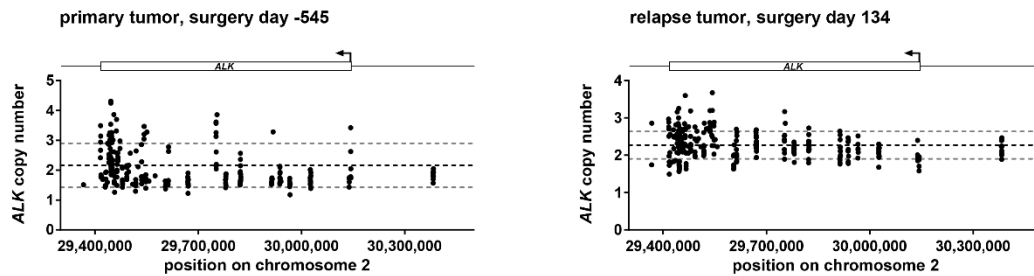 primary tumor, surgery day -545
ALK
5
4
3
2
1
0
ALK copy number
29,400,000 29,700,000 30,000,000 30,300,000
position on chromosome 2
relapse tumor, surgery day 134
ALK
4
3
2
1
0
ALK copy number
29,400,000 29,700,000 30,000,000 30,300,000
position on chromosome 2